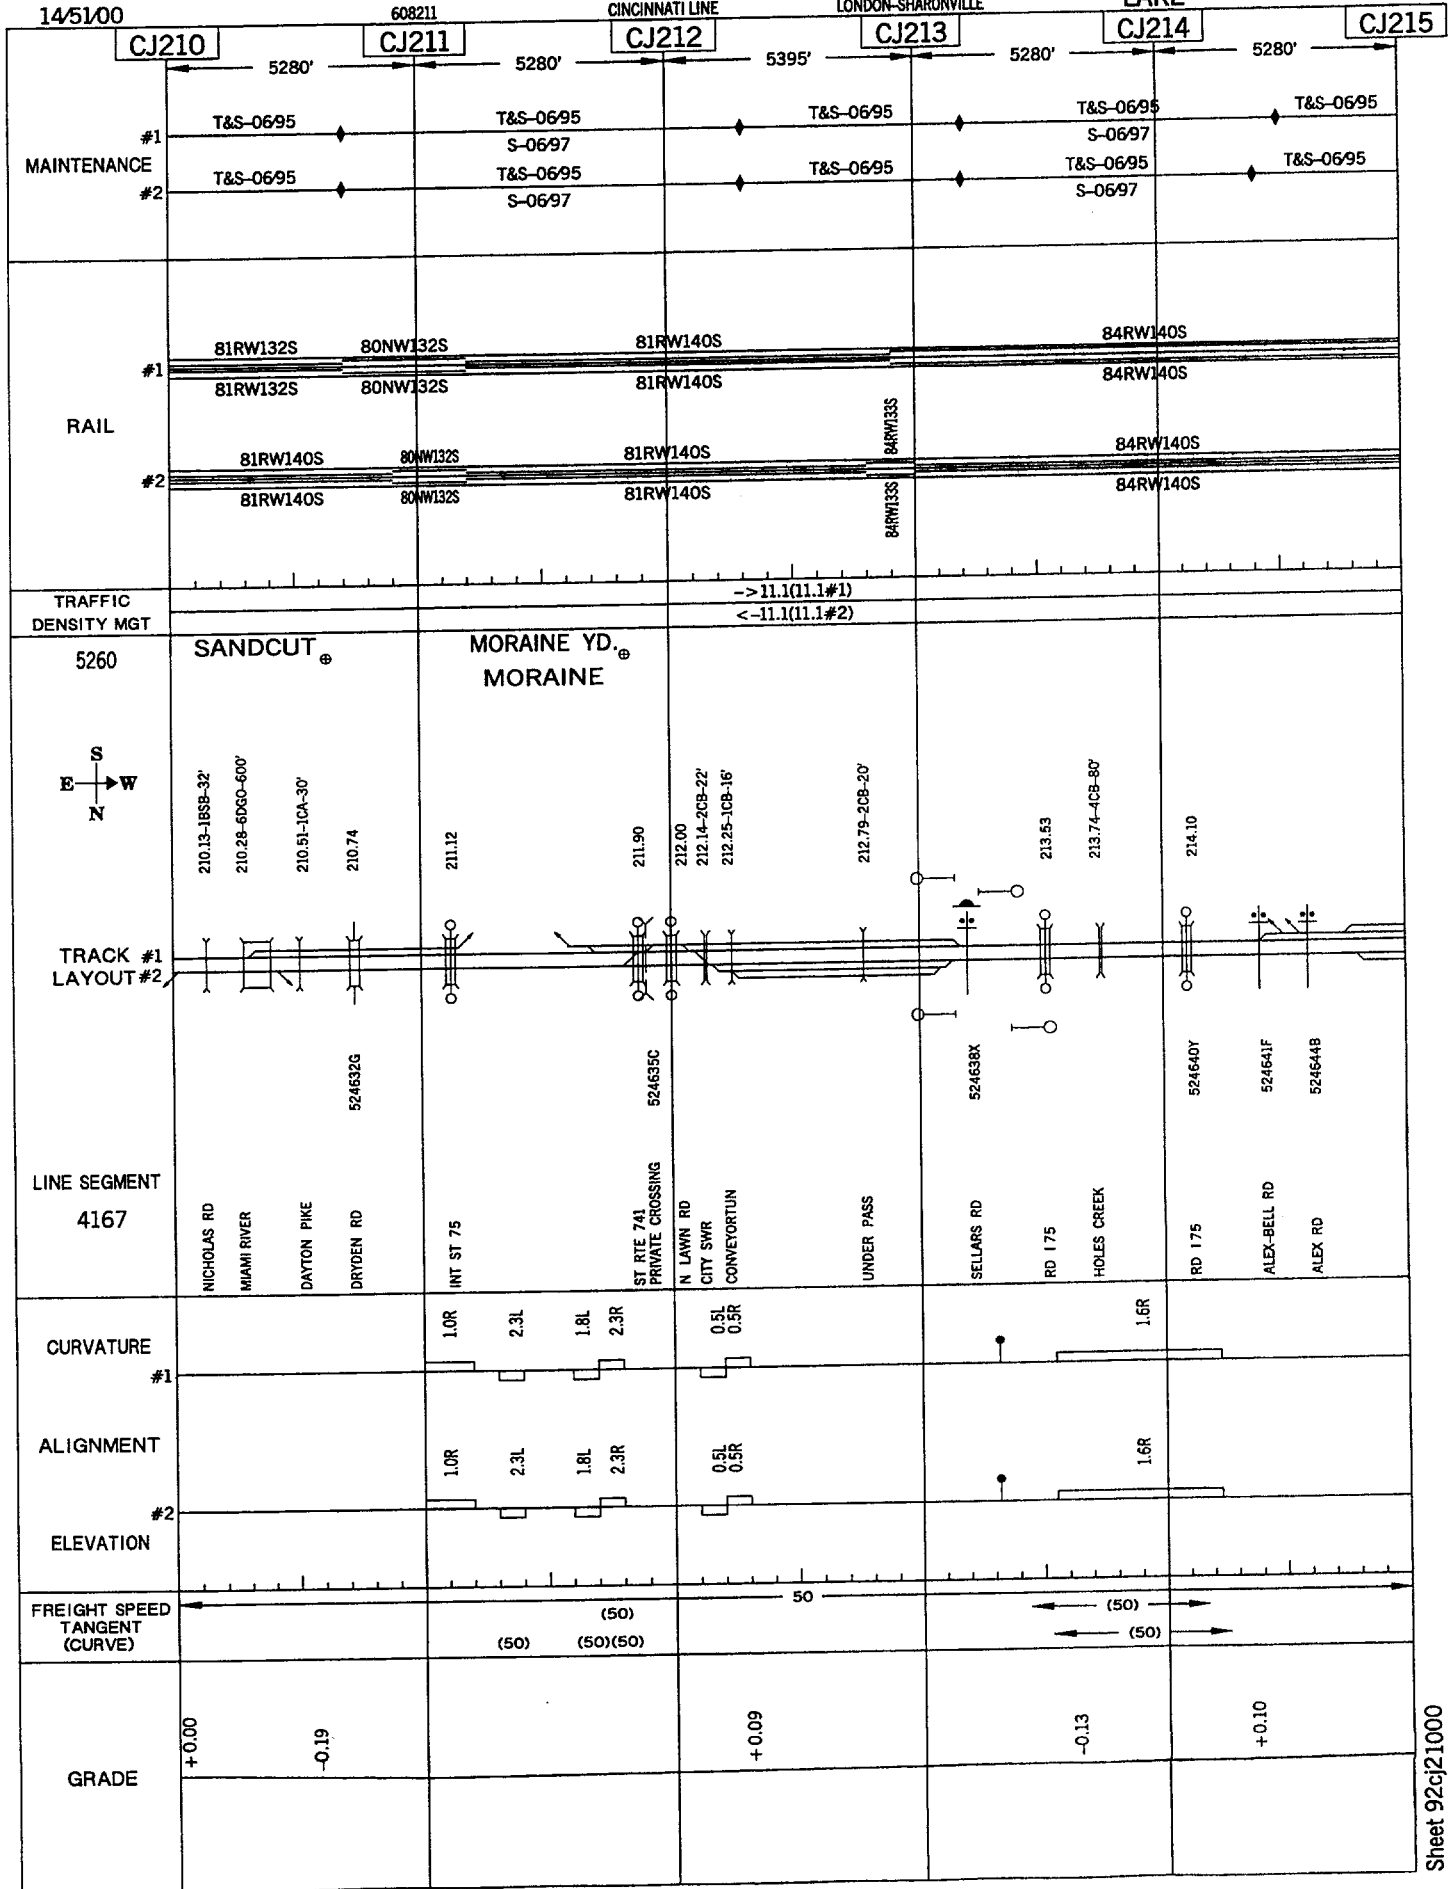 14/51/00 608211 CINCINNATI LINE LONDON-SHARONVILLE LAKE
CJ210 CJ211 CJ212 CJ213 CJ214 CJ215
5280' 5280' 5395' 5280' 5280'
T&S-06/95 T&S-06/95 T&S-06/95 T&S-06/95 T&S-06/95
#1
S-06/97 S-06/97
MAINTENANCE
T&S-06/95 T&S-06/95 T&S-06/95 T&S-06/95 T&S-06/95
#2
S-06/97 S-06/97
81RW132S 80NW132S 81RW140S 84RW140S
#1
81RW132S 80NW132S 81RW140S 84RW140S
RAIL
81RW140S 80NW132S 81RW140S 84RW133S 84RW140S
#2
81RW140S 80NW132S 81RW140S 84RW133S 84RW140S
TRAFFIC
DENSITY MGT
->11.1(11.1#1)
<-11.1(11.1#2)
5260
SANDCUT
MORAINE YD.
MORAINE
S
E W
N
210.13-1BSB-32'
210.28-6DGO-600'
210.51-1CA-30'
210.74
211.12
211.90
212.00
212.14-2CB-22'
212.25-1CB-16'
212.79-2CB-20'
213.53
213.74-4CB-80'
214.10
TRACK #1
LAYOUT #2
524632G
524635C
524638X
524640Y
524641F
524644B
LINE SEGMENT
4167
NICHOLAS RD
MIAMI RIVER
DAYTON PIKE
DRYDEN RD
INT ST 75
ST RTE 741
PRIVATE CROSSING
N LAWN RD
CITY SWR
CONVEYORTUN
UNDER PASS
SELLARS RD
RD I 75
HOLES CREEK
RD I 75
ALEX-BELL RD
ALEX RD
CURVATURE
#1
1.0R 2.3L 1.8L 2.3R 0.5L 0.5R 1.6R
ALIGNMENT
#2
1.0R 2.3L 1.8L 2.3R 0.5L 0.5R 1.6R
ELEVATION
FREIGHT SPEED
TANGENT
(CURVE)
50
(50) (50)
(50) (50)(50) (50)
GRADE
+0.00 -0.19 +0.09 -0.13 +0.10
Sheet 92cj21000